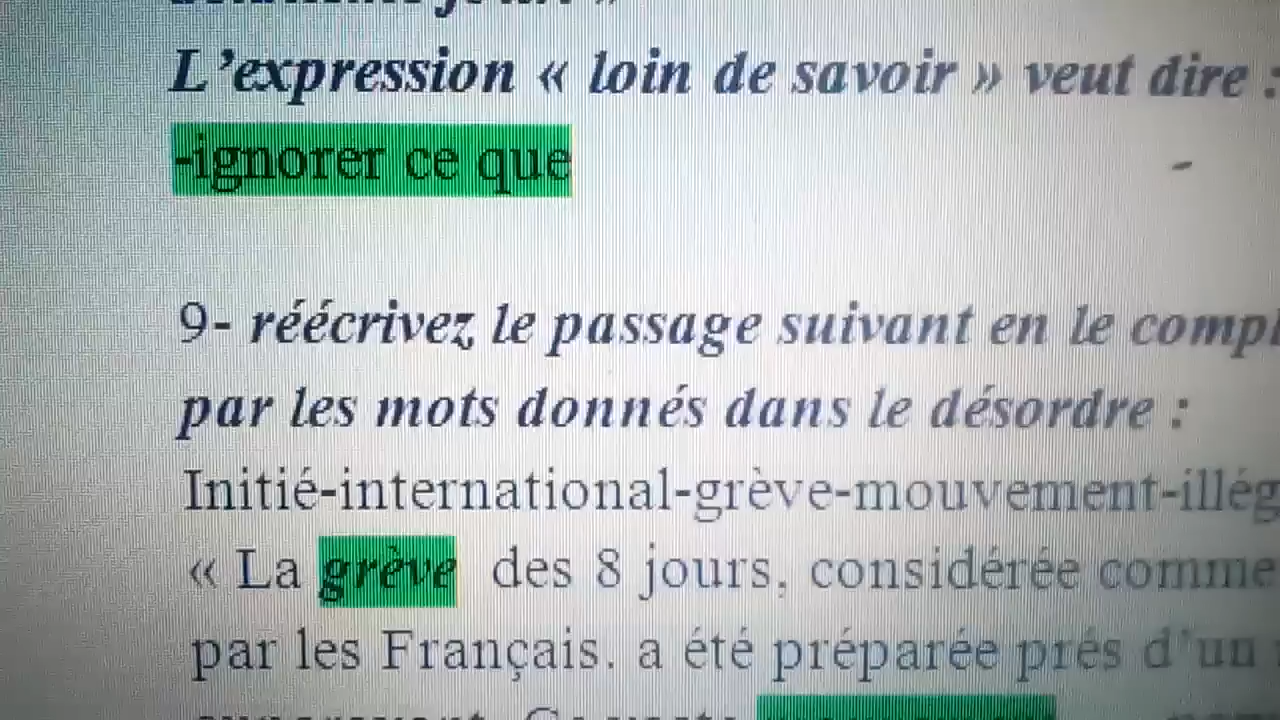 L'expression « loin de savoir » veut dire :
-ignorer ce que
-
9- réécrivez le passage suivant en le compl
par les mots donnés dans le désordre :
Initié-international-grève-mouvement-illég
« La grève des 8 jours, considérée comme
par les Français. a été préparée prés d'un